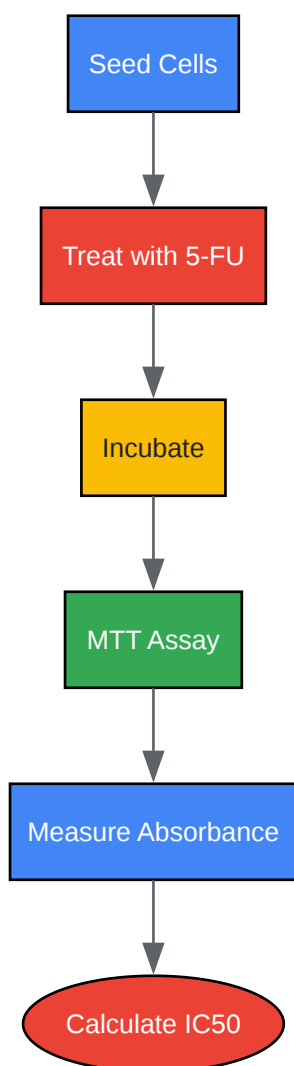 Seed Cells
Treat with 5-FU
Incubate
MTT Assay
Measure Absorbance
Calculate IC50